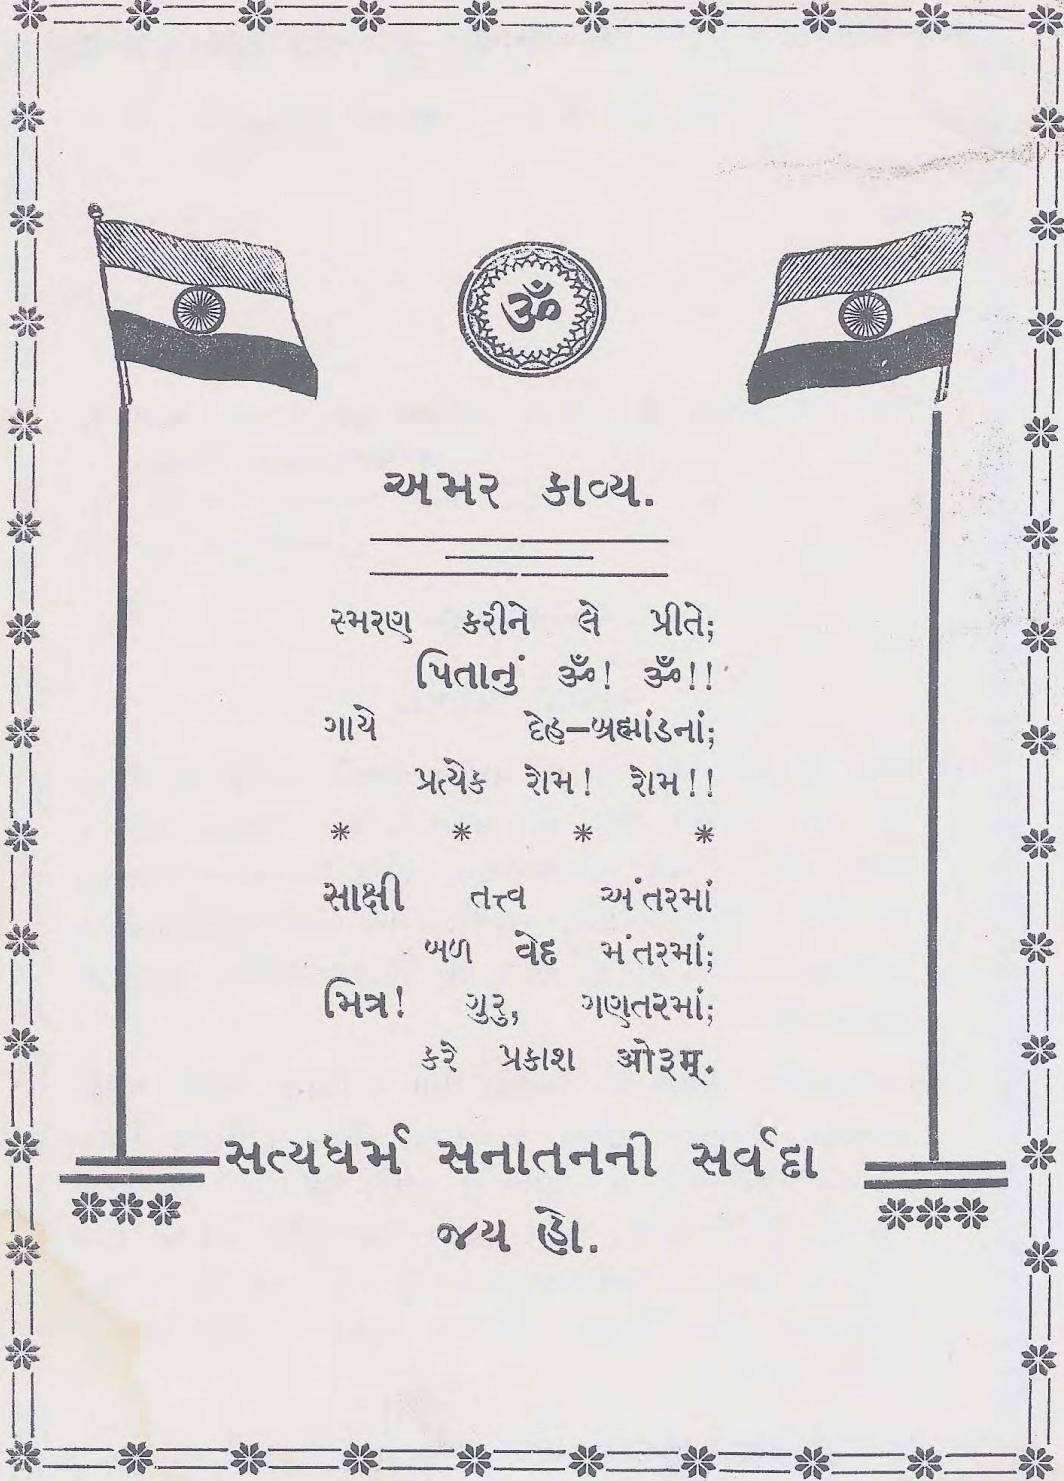 ૐ
અમર કાવ્ય.
સ્મરણ કરીને લે પ્રીતે;
પિતાનું ૐ! ૐ!!
ગાયે દેહ–બ્રહ્માંડનાં;
પ્રત્યેક રોમ! રોમ!!
* * * *
સાક્ષી તત્ત્વ અંતરમાં
બળ વેદ મંતરમાં;
મિત્ર! ગુરુ, ગણતરમાં;
કરે પ્રકાશ ઓરૂમ્.
સત્યધર્મ સનાતનની સર્વદા
જય હો.